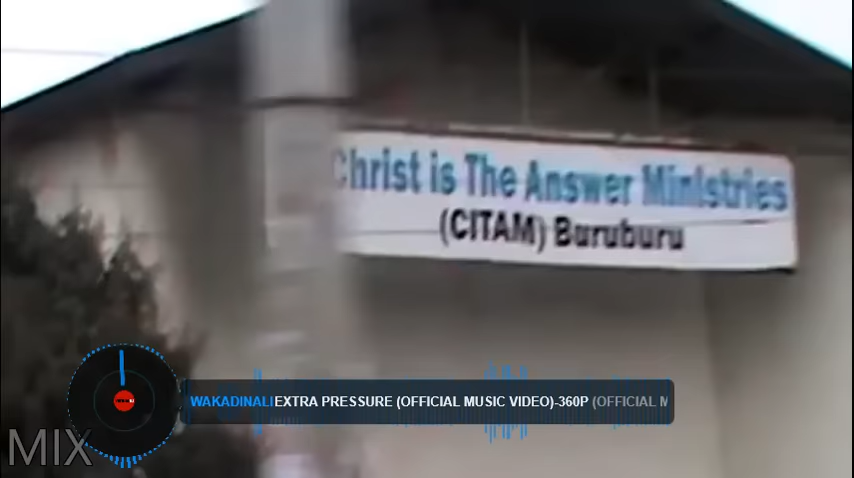 Christ is The Answer Ministries
(CITAM) Buruburu
WAKADINALI EXTRA PRESSURE (OFFICIAL MUSIC VIDEO)-360P (OFFICIAL M
MIX